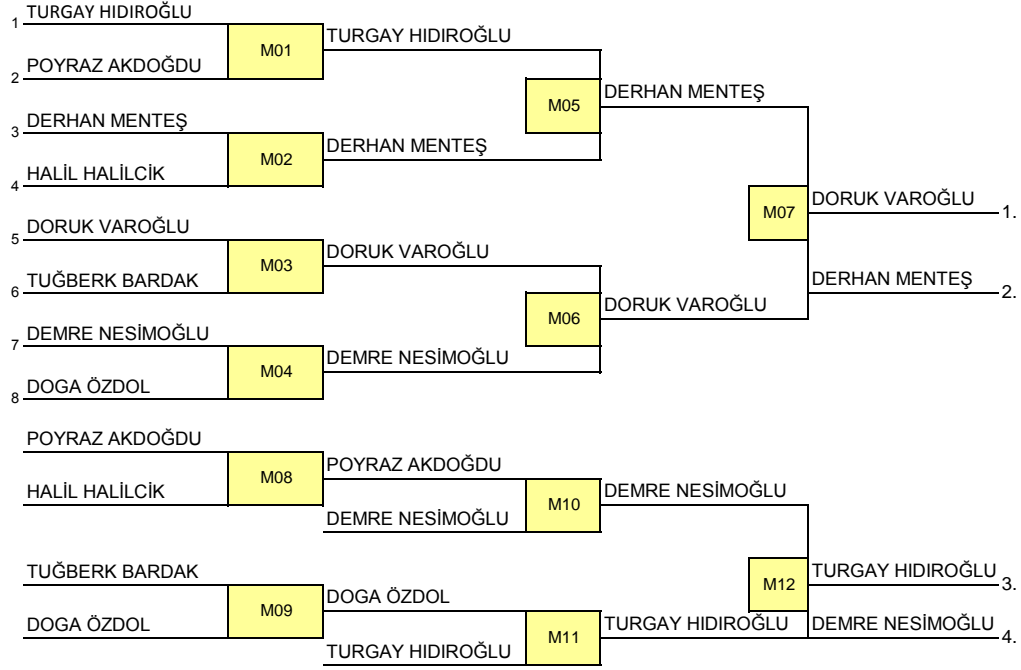 1 TURGAY HIDIROĞLU
M01
TURGAY HIDIROĞLU
2 POYRAZ AKDOĞDU
M05
DERHAN MENTEŞ
3 DERHAN MENTEŞ
M02
DERHAN MENTEŞ
4 HALİL HALİLCİK
M07
DORUK VAROĞLU 1.
5 DORUK VAROĞLU
M03
DORUK VAROĞLU
6 TUĞBERK BARDAK
DERHAN MENTEŞ 2.
M06
DORUK VAROĞLU
7 DEMRE NESİMOĞLU
M04
DEMRE NESİMOĞLU
8 DOGA ÖZDOL
POYRAZ AKDOĞDU
M08
POYRAZ AKDOĞDU
HALİL HALİLCİK
M10
DEMRE NESİMOĞLU
DEMRE NESİMOĞLU
TUĞBERK BARDAK
M12
TURGAY HIDIROĞLU 3.
M09
DOGA ÖZDOL
DOGA ÖZDOL
M11
TURGAY HIDIROĞLU
DEMRE NESİMOĞLU 4.
TURGAY HIDIROĞLU